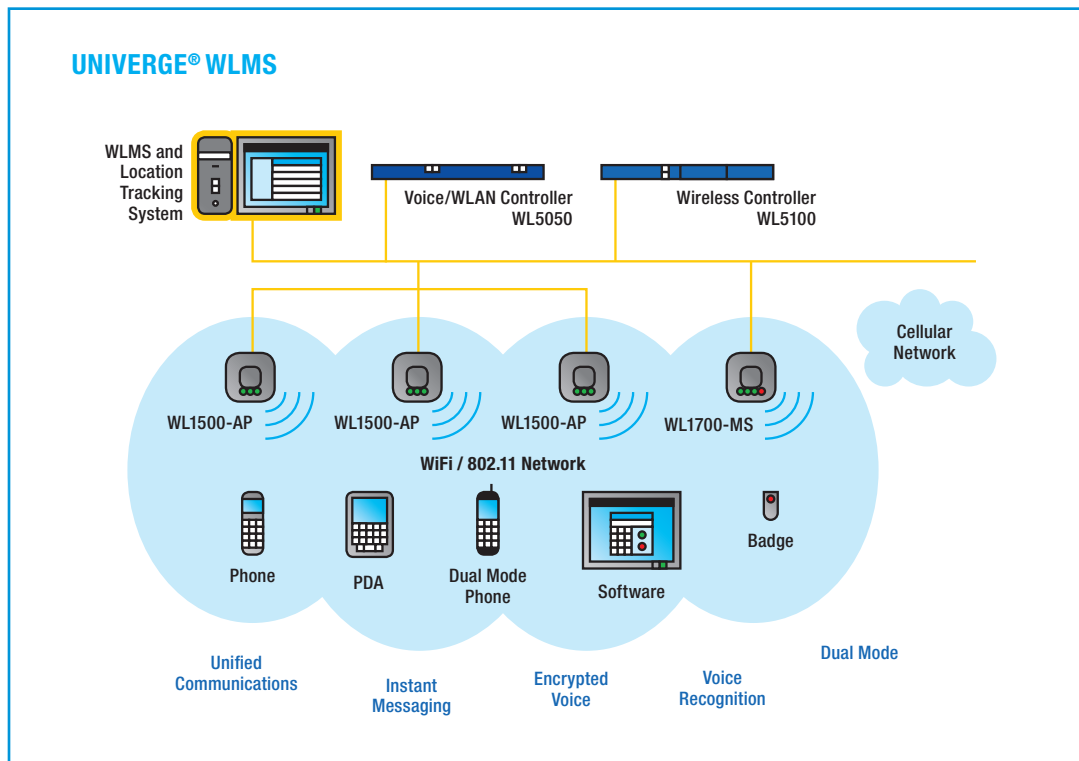 UNIVERGE® WLMS
WLMS and
Location
Tracking
System
Voice/WLAN Controller
WL5050
Wireless Controller
WL5100
Cellular
Network
WL1500-AP
WL1500-AP
WL1500-AP
WL1700-MS
WiFi / 802.11 Network
Phone
PDA
Dual Mode
Phone
Software
Badge
Unified
Communications
Instant
Messaging
Encrypted
Voice
Voice
Recognition
Dual Mode